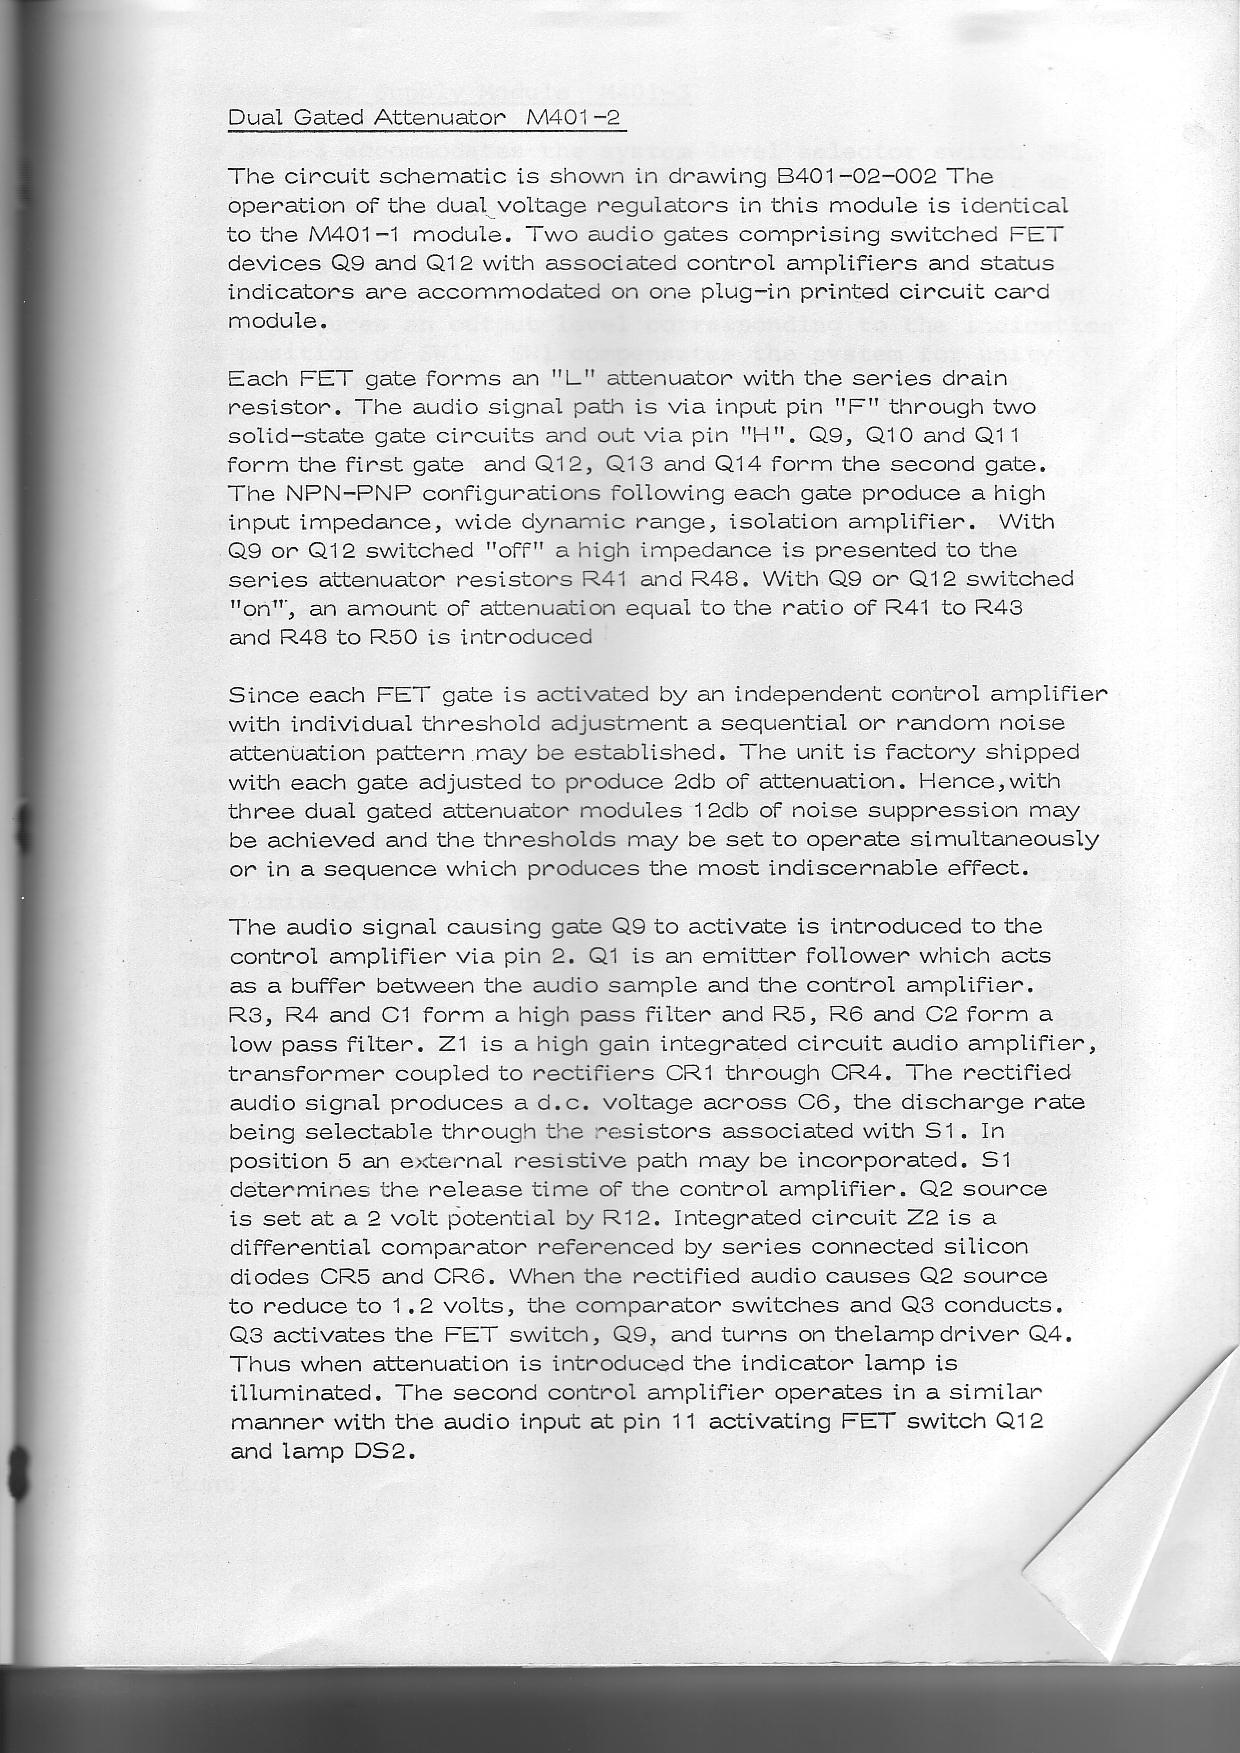 Dual Gated Attenuator M401-2
The circuit schematic is shown in drawing B401-02-002 The
operation of the dual voltage regulators in this module is identical
to the M401-1 module. Two audio gates comprising switched FET
devices Q9 and Q12 with associated control amplifiers and status
indicators are accommodated on one plug-in printed circuit card
module.
Each FET gate forms an "L" attenuator with the series drain
resistor. The audio signal path is via input pin "F" through two
solid-state gate circuits and out via pin "H". Q9, Q10 and Q11
form the first gate and Q12, Q13 and Q14 form the second gate.
The NPN-PNP configurations following each gate produce a high
input impedance, wide dynamic range, isolation amplifier. With
Q9 or Q12 switched "off" a high impedance is presented to the
series attenuator resistors R41 and R48. With Q9 or Q12 switched
"on", an amount of attenuation equal to the ratio of R41 to R43
and R48 to R50 is introduced
Since each FET gate is activated by an independent control amplifier
with individual threshold adjustment a sequential or random noise
attenuation pattern may be established. The unit is factory shipped
with each gate adjusted to produce 2db of attenuation. Hence,with
three dual gated attenuator modules 12db of noise suppression may
be achieved and the thresholds may be set to operate simultaneously
or in a sequence which produces the most indiscernable effect.
The audio signal causing gate Q9 to activate is introduced to the
control amplifier via pin 2. Q1 is an emitter follower which acts
as a buffer between the audio sample and the control amplifier.
R3, R4 and C1 form a high pass filter and R5, R6 and C2 form a
low pass filter. Z1 is a high gain integrated circuit audio amplifier,
transformer coupled to rectifiers CR1 through CR4. The rectified
audio signal produces a d.c. voltage across C6, the discharge rate
being selectable through the resistors associated with S1. In
position 5 an external resistive path may be incorporated. S1
determines the release time of the control amplifier. Q2 source
is set at a 2 volt potential by R12. Integrated circuit Z2 is a
differential comparator referenced by series connected silicon
diodes CR5 and CR6. When the rectified audio causes Q2 source
to reduce to 1.2 volts, the comparator switches and Q3 conducts.
Q3 activates the FET switch, Q9, and turns on thelamp driver Q4.
Thus when attenuation is introduced the indicator lamp is
illuminated. The second control amplifier operates in a similar
manner with the audio input at pin 11 activating FET switch Q12
and lamp DS2.